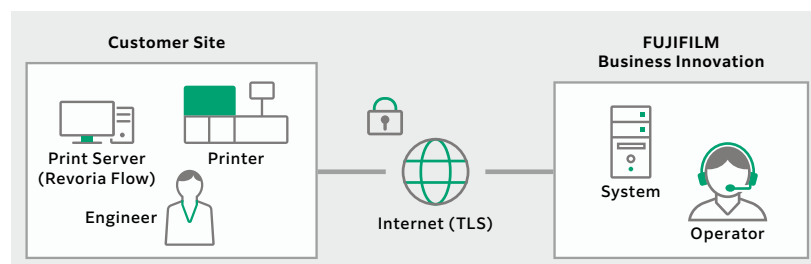 Customer Site
FUJIFILM
Business Innovation
Print Server
(Revoria Flow)
Printer
Engineer
Internet (TLS)
System
Operator